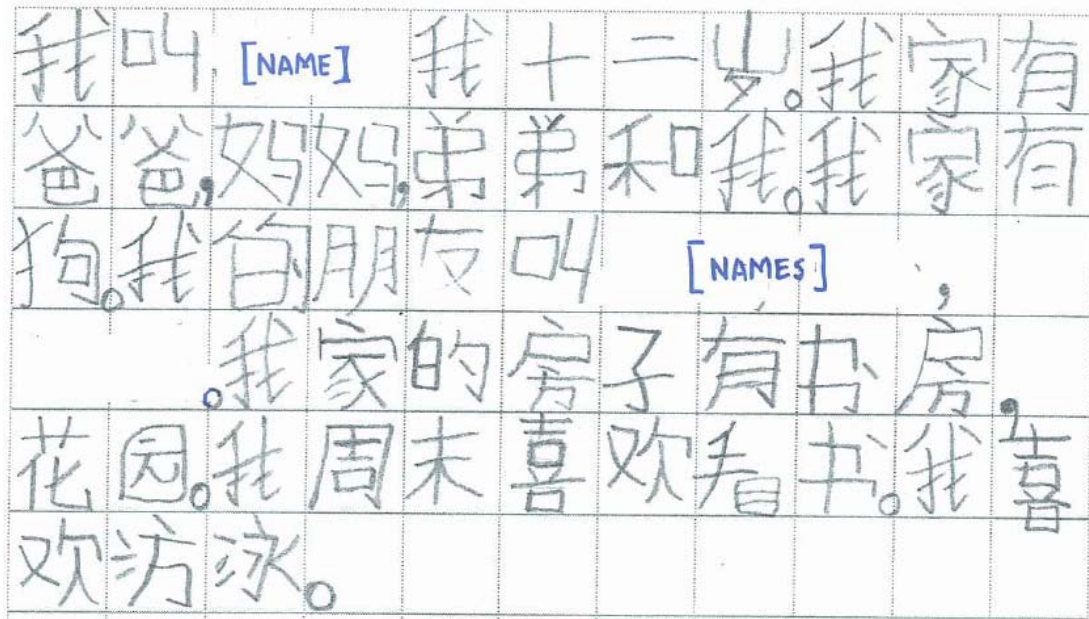 我叫 [NAME] 我十二岁。我家有
爸爸,妈妈,弟弟和我。我家有
狗。我的朋友叫 [NAMES] ,
。我家的房子有书房,
花园。我周末喜欢看书。我喜
欢汸泳。